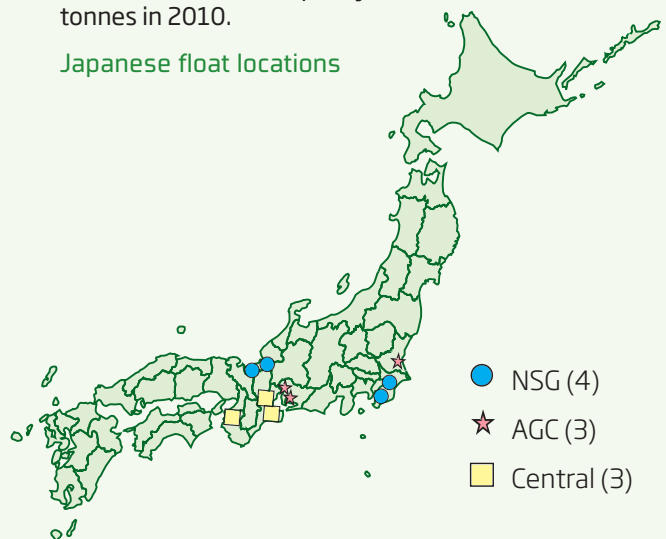 tonnes in 2010.
Japanese float locations
NSG (4)
AGC (3)
Central (3)